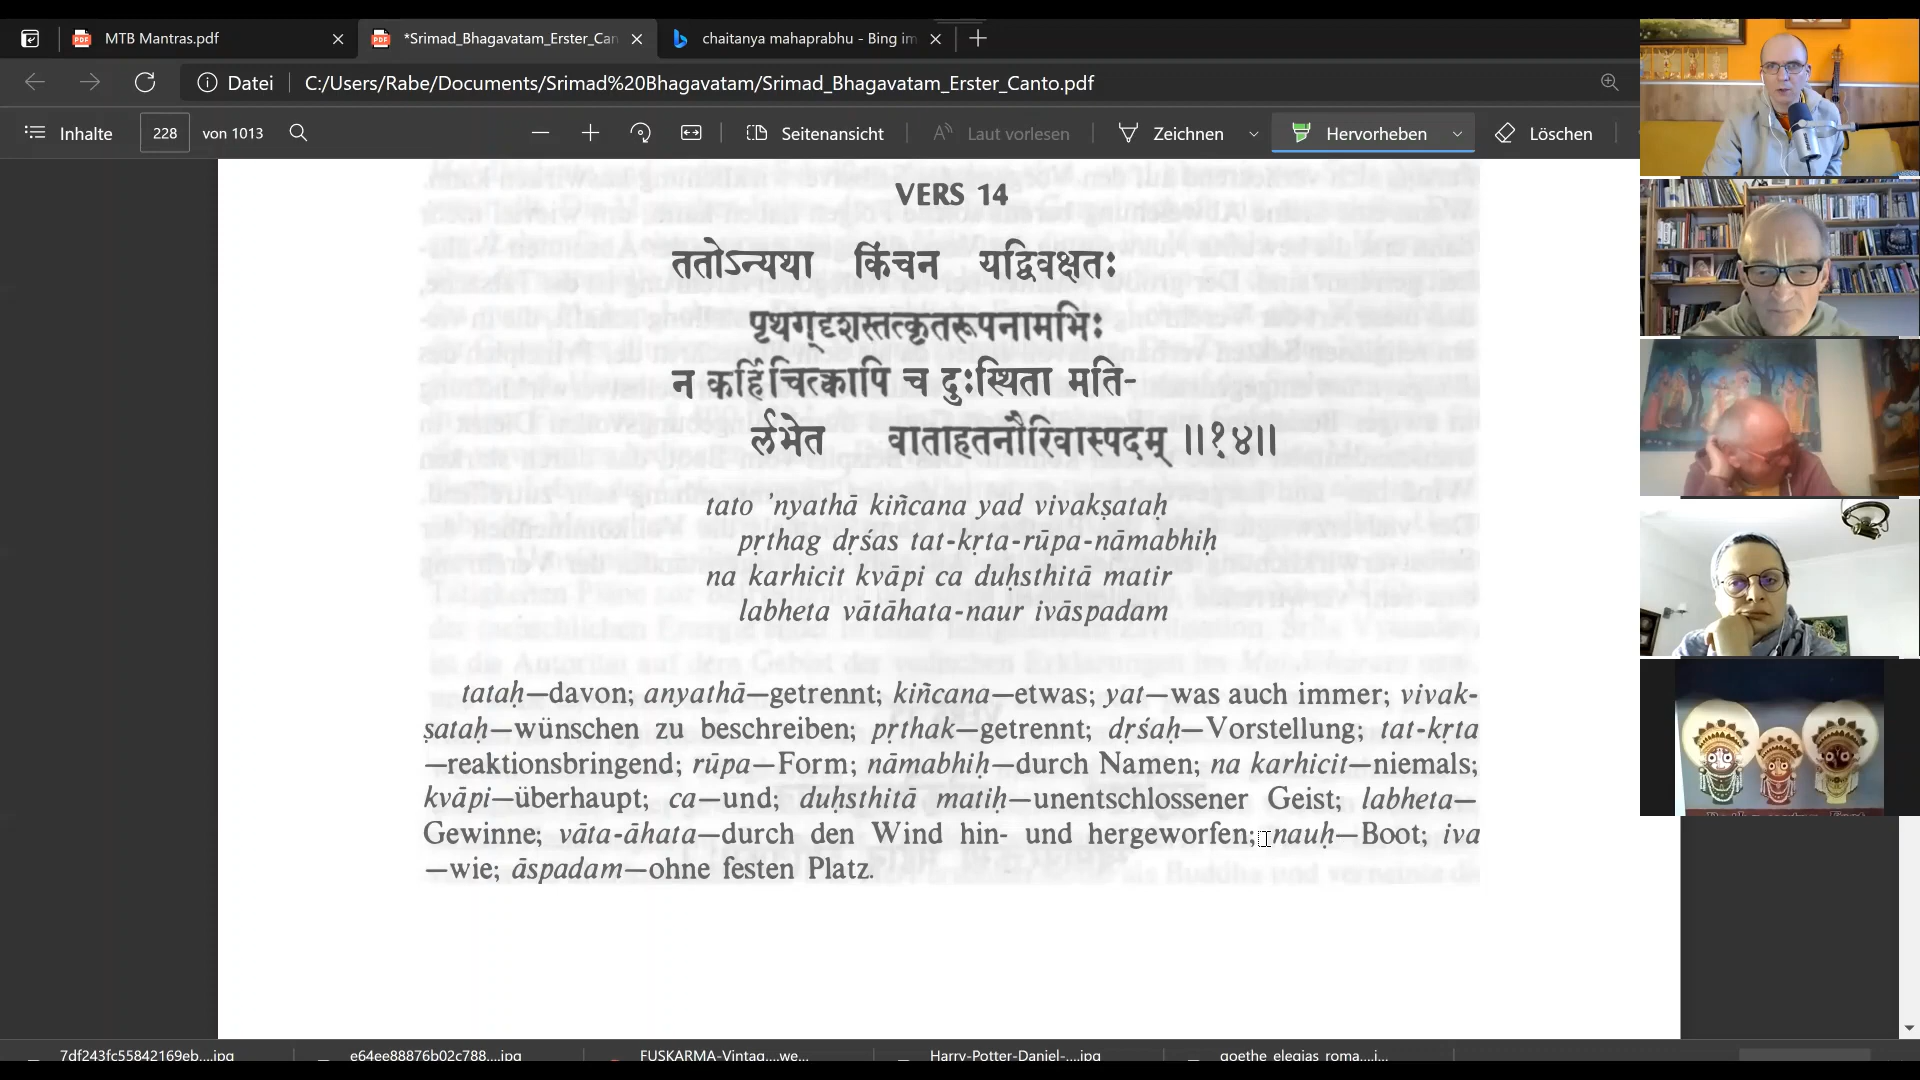 MTB Mantras.pdf
*Srimad_Bhagavatam_Erster_Can
chaitanya mahaprabhu - Bing im
Datei
C:/Users/Rabe/Documents/Srimad%20Bhagavatam/Srimad_Bhagavatam_Erster_Canto.pdf
Inhalte
228
von 1013
Seitenansicht
Laut vorlesen
Zeichnen
Hervorheben
Löschen
VERS 14
ततोऽन्यथा किंचन यद्विवक्षतः
पृथग्दृशस्तत्कृतरूपनामभिः
न कर्हिचित्क्वापि च दुःस्थिता मति-
र्लभेत वाताहतनौरिवास्पदम् ॥१४॥
tato 'nyathā kiñcana yad vivakṣataḥ
pṛthag dṛśas tat-kṛta-rūpa-nāmabhiḥ
na karhicit kvāpi ca duḥsthitā matir
labheta vātāhata-naur ivāspadam
tataḥ—davon; anyathā—getrennt; kiñcana—etwas; yat—was auch immer; vivak-
ṣataḥ—wünschen zu beschreiben; pṛthak—getrennt; dṛśaḥ—Vorstellung; tat-kṛta
—reaktionsbringend; rūpa—Form; nāmabhiḥ—durch Namen; na karhicit—niemals;
kvāpi—überhaupt; ca—und; duḥsthitā matiḥ—unentschlossener Geist; labheta—
Gewinne; vāta-āhata—durch den Wind hin- und hergeworfen; nauḥ—Boot; iva
—wie; āspadam—ohne festen Platz.
7df243fc55842169eb....jpg
e64ee88876b02c788....jpg
FUSKARMA-Vintag....we...
Harry-Potter-Daniel-....jpg
goethe elegias roma....j...